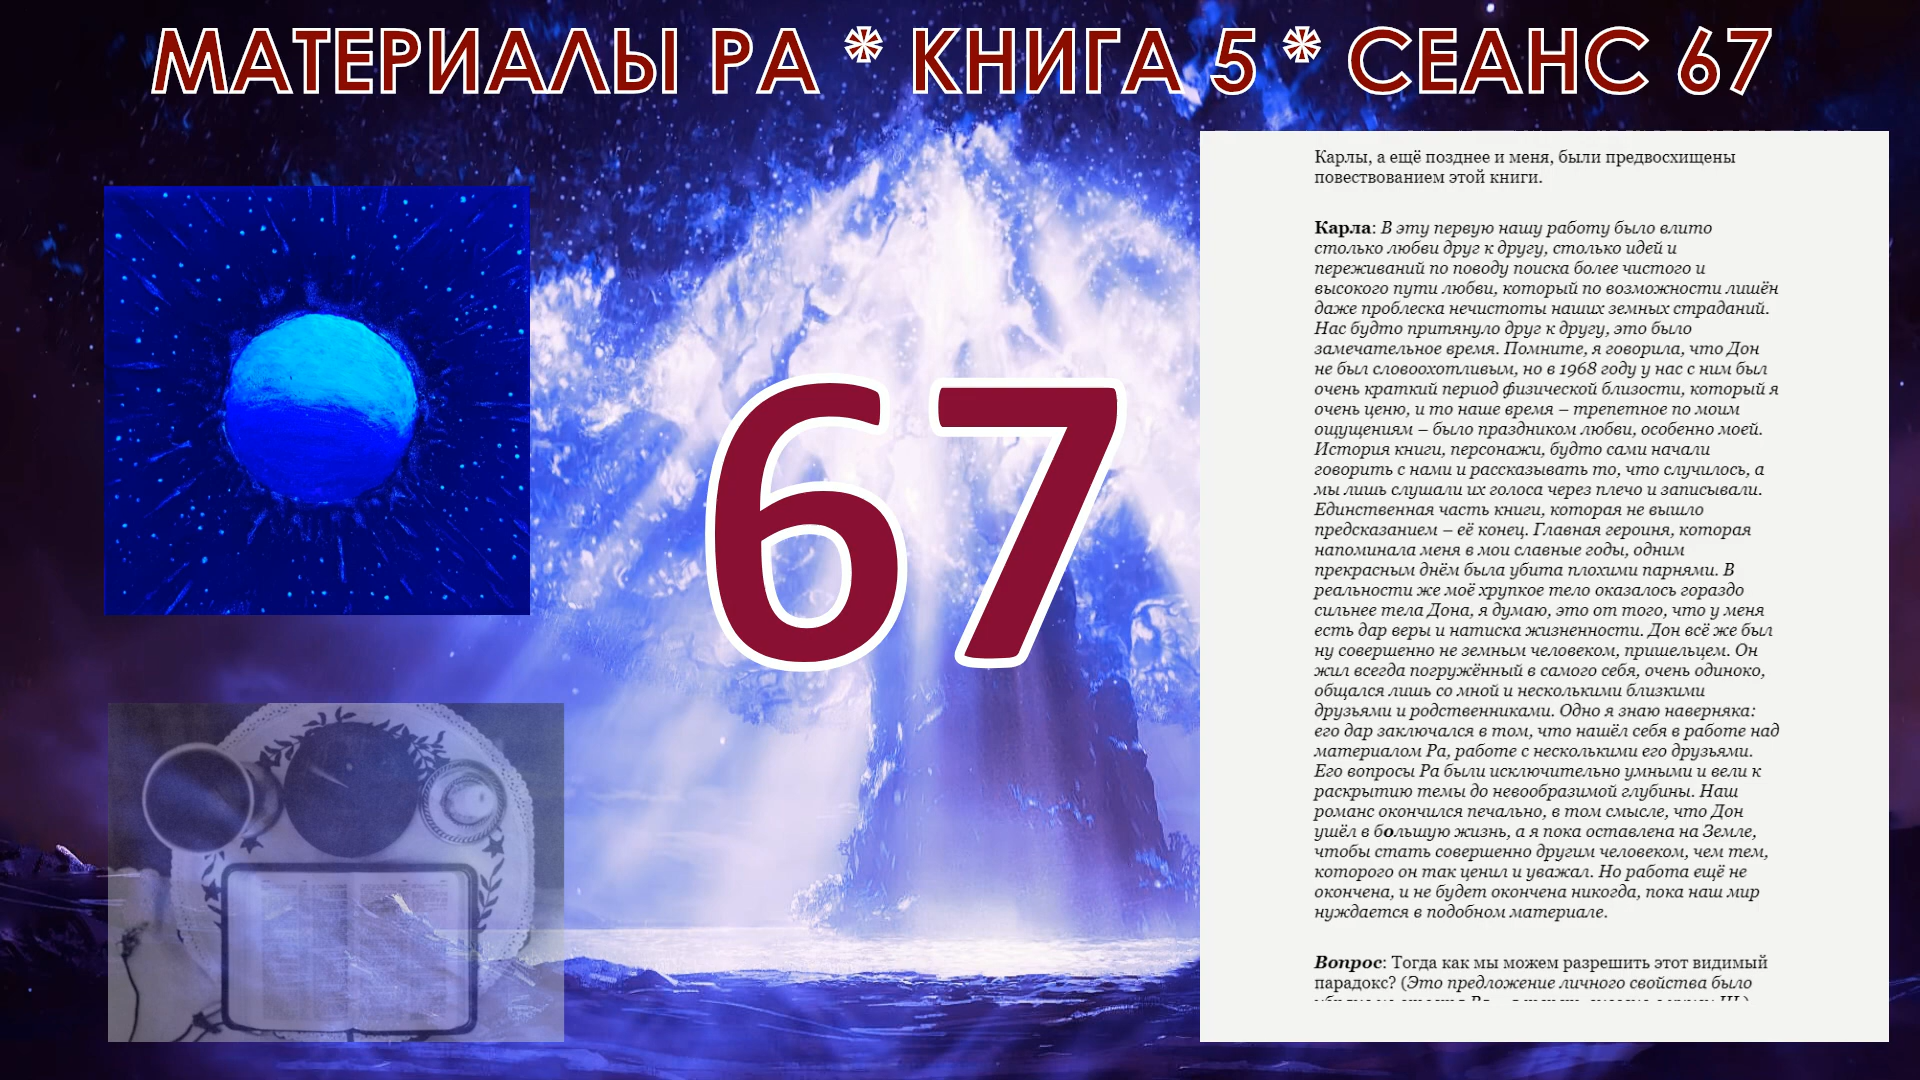 МАТЕРИАЛЫ РА * КНИГА 5 * СЕАНС 67
67
Карлы, а ещё позднее и меня, были предвосхищены
повествованием этой книги.
Карла: В эту первую нашу работу было влито
столько любви друг к другу, столько идей и
переживаний по поводу поиска более чистого и
высокого пути любви, который по возможности лишён
даже проблеска нечистоты наших земных страданий.
Нас будто притянуло друг к другу, это было
замечательное время. Помните, я говорила, что Дон
не был словоохотливым, но в 1968 году у нас с ним был
очень краткий период физической близости, который я
очень ценю, и то наше время – трепетное по моим
ощущениям – было праздником любви, особенно моей.
История книги, персонажи, будто сами начали
говорить с нами и рассказывать то, что случилось, а
мы лишь слушали их голоса через плечо и записывали.
Единственная часть книги, которая не вышло
предсказанием – её конец. Главная героиня, которая
напоминала меня в мои славные годы, одним
прекрасным днём была убита плохими парнями. В
реальности же моё хрупкое тело оказалось гораздо
сильнее тела Дона, я думаю, это от того, что у меня
есть дар веры и натиска жизненности. Дон всё же был
ну совершенно не земным человеком, пришельцем. Он
жил всегда погружённый в самого себя, очень одиноко,
общался лишь со мной и несколькими близкими
друзьями и родственниками. Одно я знаю наверняка:
его дар заключался в том, что нашёл себя в работе над
материалом Ра, работе с несколькими его друзьями.
Его вопросы Ра были исключительно умными и вели к
раскрытию темы до невообразимой глубины. Наш
романс окончился печально, в том смысле, что Дон
ушёл в большую жизнь, а я пока оставлена на Земле,
чтобы стать совершенно другим человеком, чем тем,
которого он так ценил и уважал. Но работа ещё не
окончена, и не будет окончена никогда, пока наш мир
нуждается в подобном материале.
Вопрос: Тогда как мы можем разрешить этот видимый
парадокс? (Это предложение личного свойства было